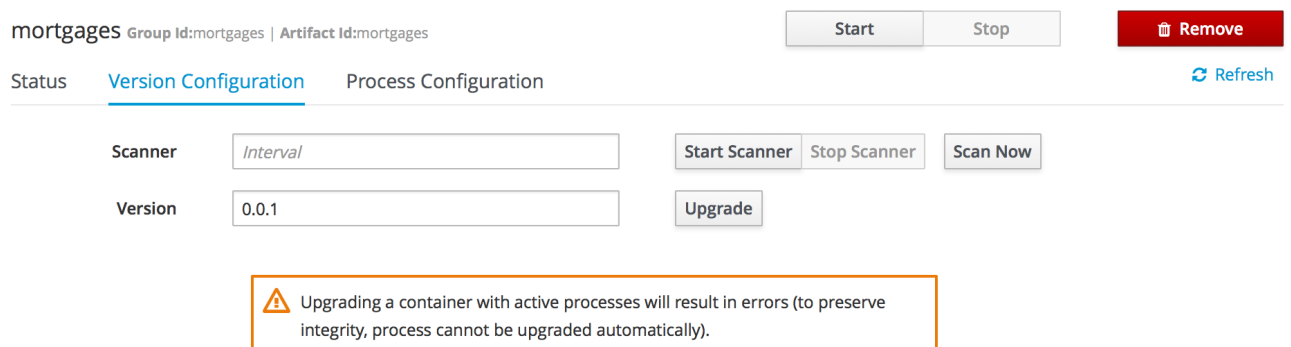 mortgages Group Id:mortgages | Artifact Id:mortgages Start Stop Remove
Status Version Configuration Process Configuration Refresh
Scanner Interval Start Scanner Stop Scanner Scan Now
Version 0.0.1 Upgrade
Upgrading a container with active processes will result in errors (to preserve
integrity, process cannot be upgraded automatically).